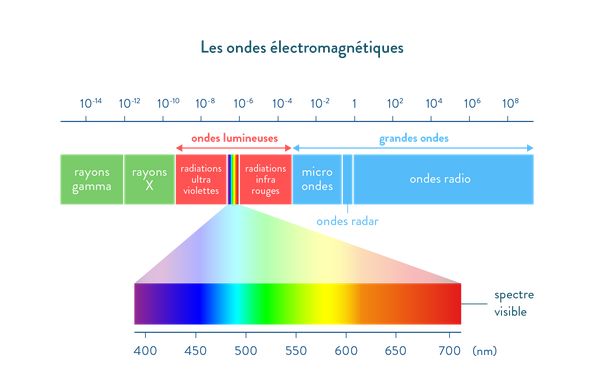 Les ondes électromagnétiques
10⁻¹⁴ 10⁻¹² 10⁻¹⁰ 10⁻⁸ 10⁻⁶ 10⁻⁴ 10⁻² 1 10² 10⁴ 10⁶ 10⁸
ondes lumineuses
grandes ondes
rayons
gamma
rayons
X
radiations
ultra
violettes
radiations
infra
rouges
micro
ondes
ondes radio
ondes radar
spectre
visible
400 450 500 550 600 650 700 (nm)